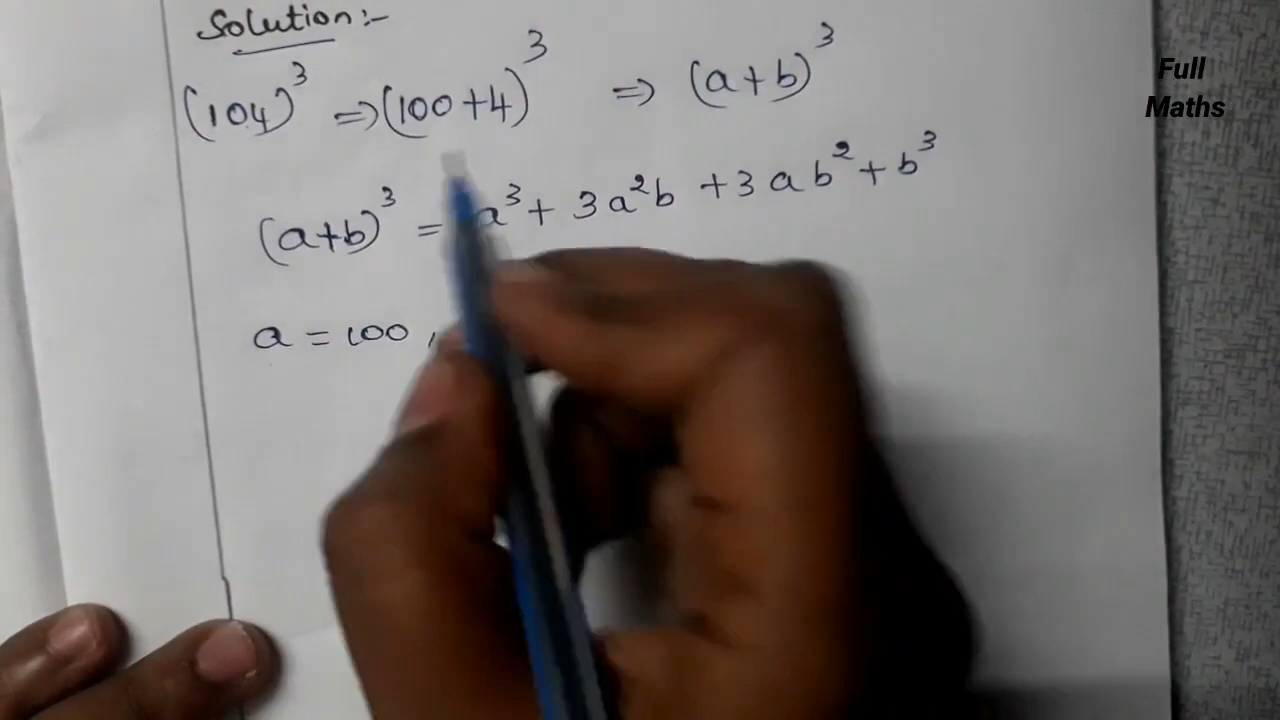 Solution :-
(104)³ ⇒ (100+4)³ ⇒ (a+b)³
(a+b)³ = a³ + 3a²b + 3ab² + b³
a = 100 ,
Full
Maths